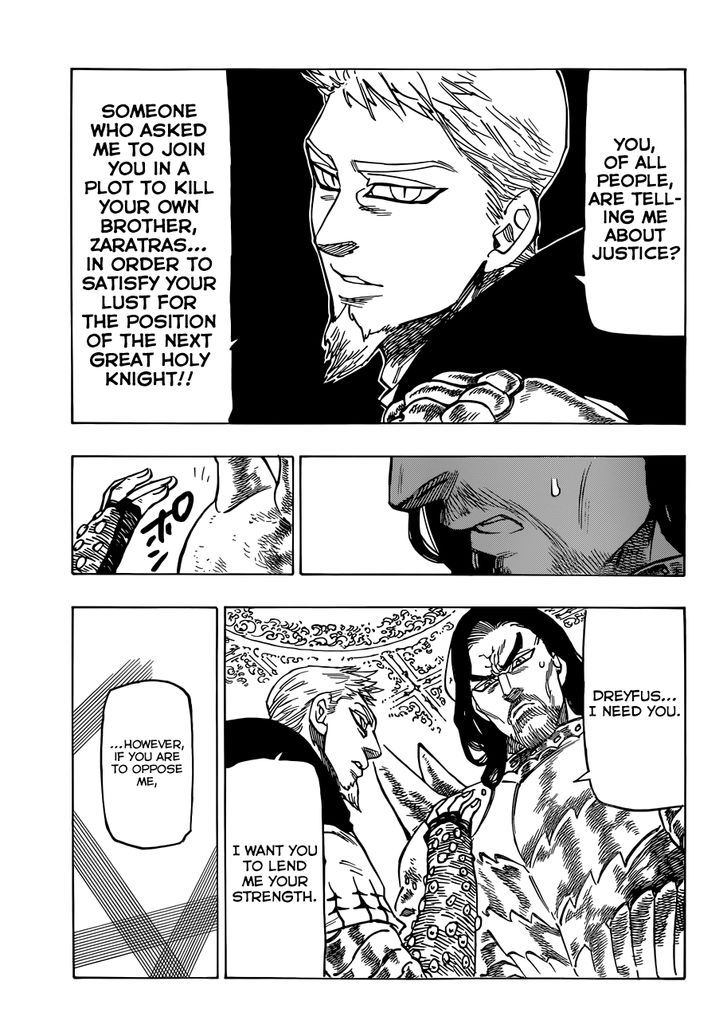 YOU,
OF ALL
PEOPLE,
ARE TELL-
ING ME
ABOUT
JUSTICE?
SOMEONE
WHO ASKED
ME TO JOIN
YOU IN A
PLOT TO KILL
YOUR OWN
BROTHER,
ZARATRAS...
IN ORDER TO
SATISFY YOUR
LUST FOR
THE POSITION
OF THE NEXT
GREAT HOLY
KNIGHT!!
DREYFUS...
I NEED YOU.
I WANT YOU
TO LEND
ME YOUR
STRENGTH.
...HOWEVER,
IF YOU ARE
TO OPPOSE
ME,